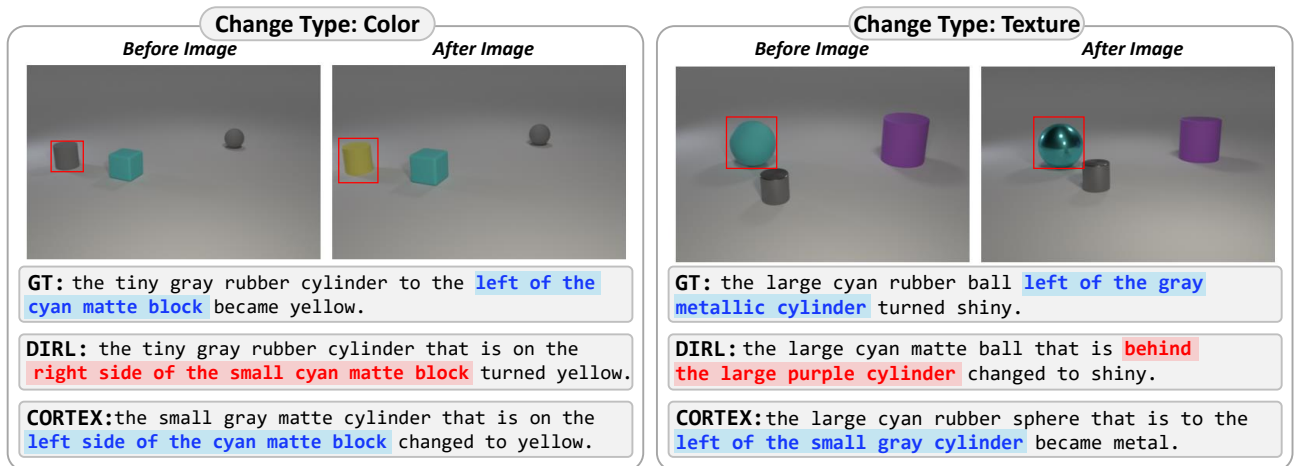 Change Type: Color
Before Image
After Image
GT: the tiny gray rubber cylinder to the left of the
cyan matte block became yellow.
DIRL: the tiny gray rubber cylinder that is on the
right side of the small cyan matte block turned yellow.
CORTEX:the small gray matte cylinder that is on the
left side of the cyan matte block changed to yellow.
Change Type: Texture
Before Image
After Image
GT: the large cyan rubber ball left of the gray
metallic cylinder turned shiny.
DIRL: the large cyan matte ball that is behind
the large purple cylinder changed to shiny.
CORTEX:the large cyan rubber sphere that is to the
left of the small gray cylinder became metal.